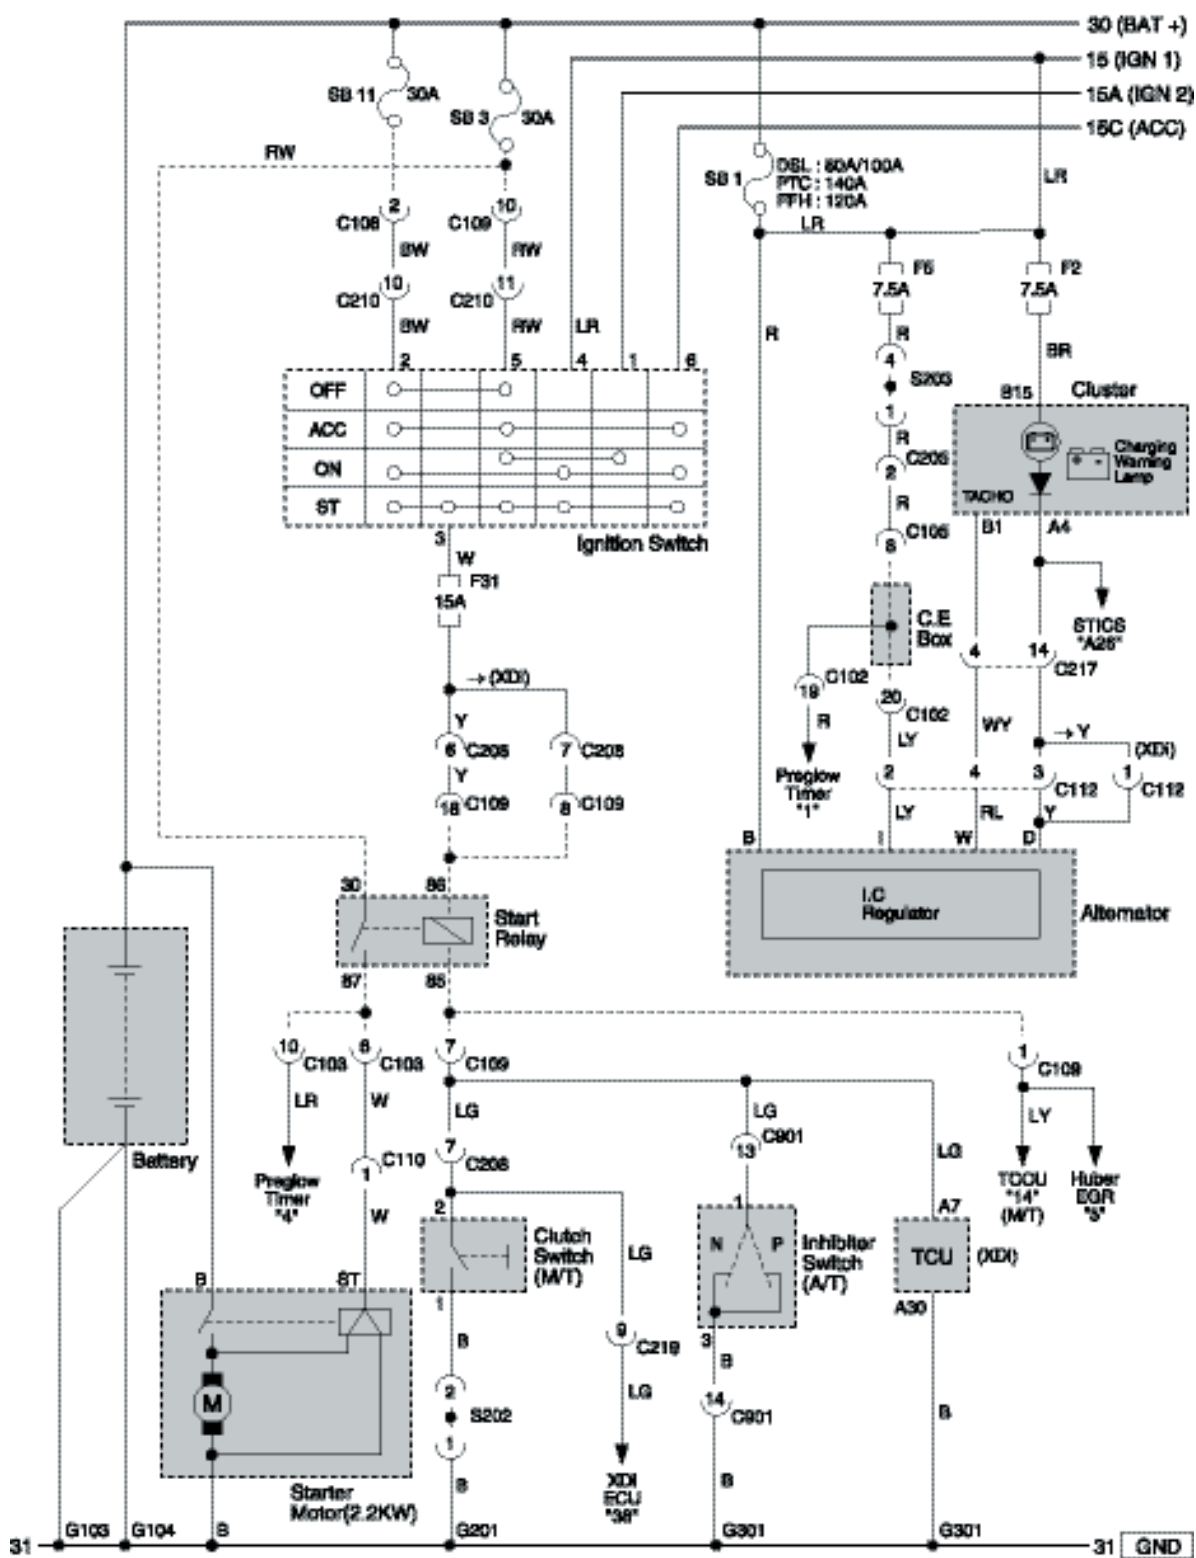 30 (BAT +)
15 (IGN 1)
15A (IGN 2)
15C (ACC)
SB 11 30A
SB 3 30A
RW
SB 1
DSL : 80A/100A
PTC : 140A
FFH : 120A
LR
LR
2 C108
10 C109
BW
RW
10 C210
11 C210
BW
RW
LR
R
F5
7.5A
F2
7.5A
R
BR
4
S203
1
R
C205
2
R
C105
8
2 5 4 1 6
OFF
ACC
ON
ST
Ignition Switch
3
W
F31
15A
B15
Cluster
Charging
Warning
Lamp
TACHO
B1 A4
STICS
"A26"
C.E
Box
4 14 C217
19 C102
20 C102
R
LY
WY
Preglow
Timer
"1"
→ (XDI)
Y
6 C208
7 C208
Y
18 C109
8 C109
→ Y
(XDI)
2 4 3 C112
1 C112
LY RL Y
B I W D
I.C
Regulator
Alternator
30 86
Start
Relay
87 85
10 C103
6 C103
7 C109
1 C109
LR
W
LG
LG
LY
LG
C110
1
7 C208
13 C901
Battery
Preglow
Timer
"4"
W
TCCU
"14"
(M/T)
Huber
EGR
"5"
2
Clutch
Switch
(M/T)
1
LG
1
N P
Inhibiter
Switch
(A/T)
3
A7
TCU (XDI)
A30
B ST
M
Starter
Motor(2.2KW)
B
2
S202
1
B
9 C219
LG
XDI
ECU
"38"
B
14 C901
B
B
31 G103 G104 B G201 G301 G301 31 GND